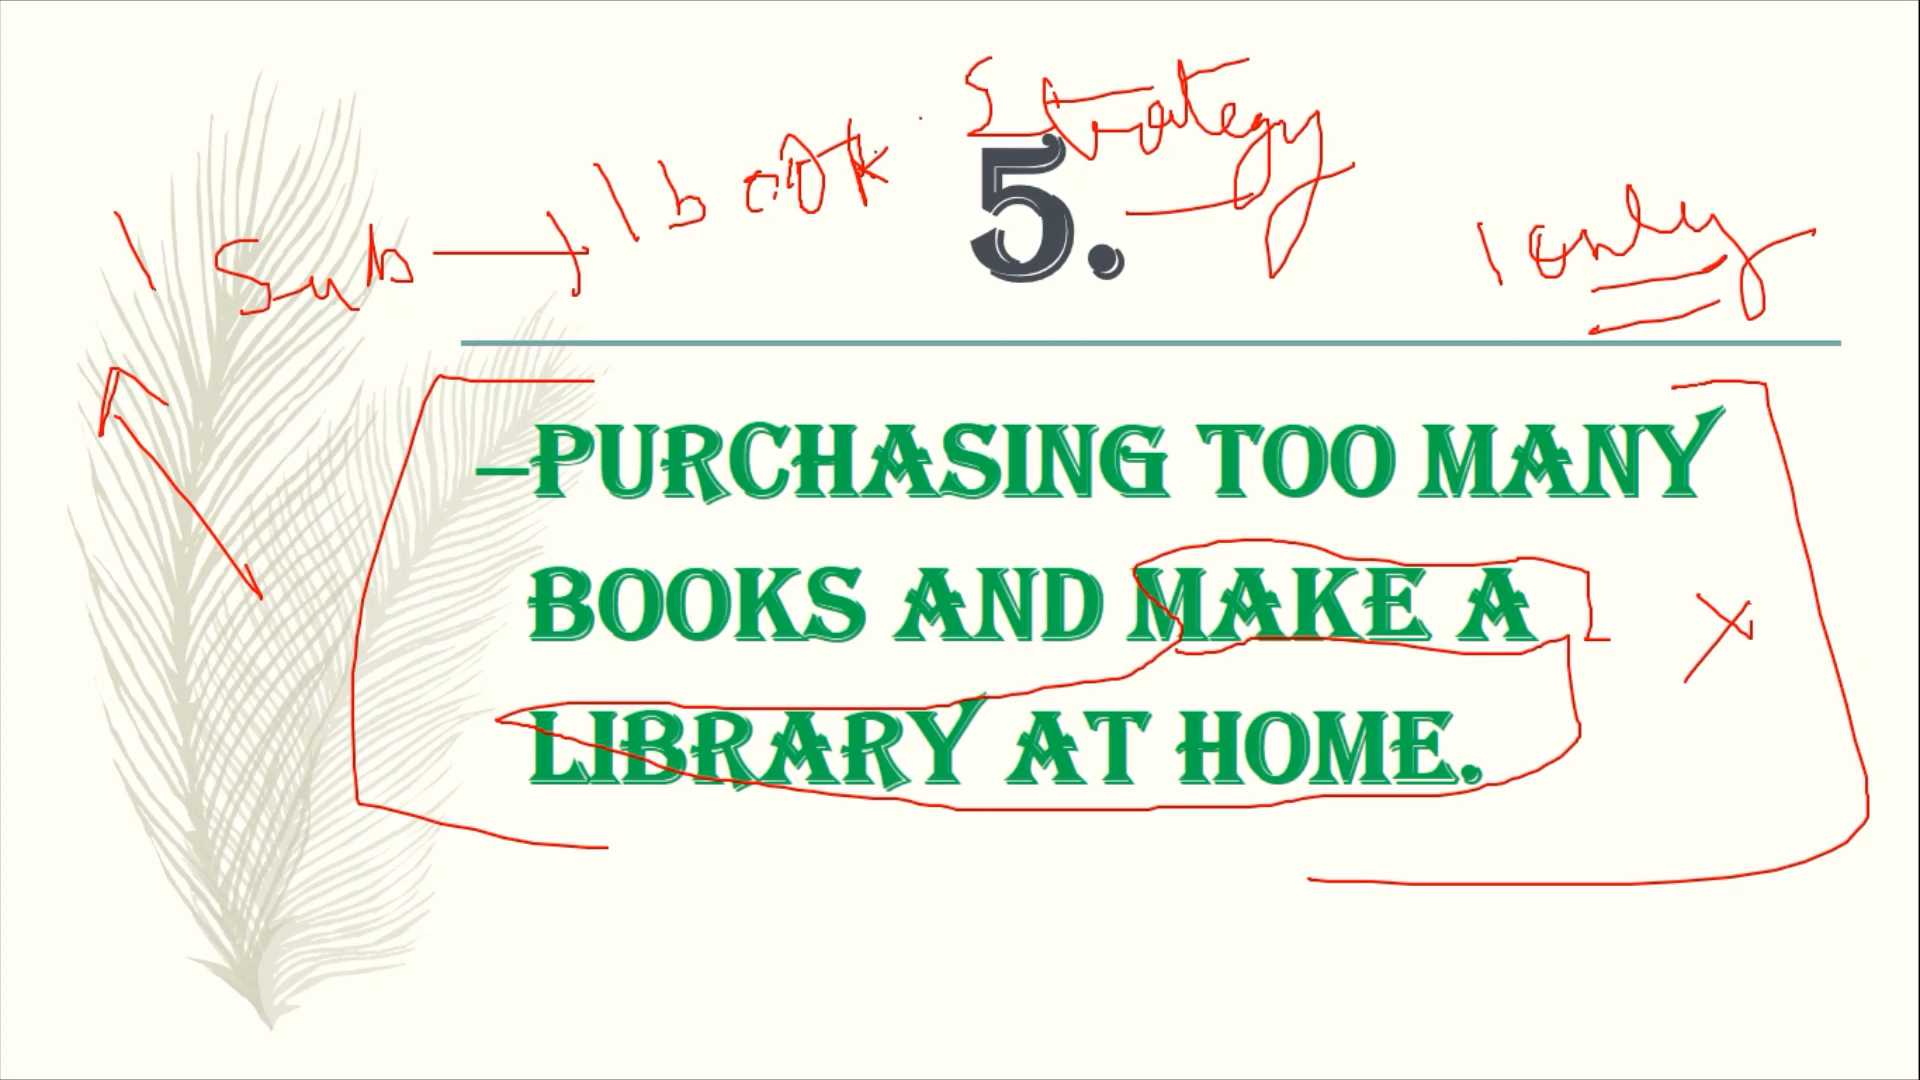 Strategy
1 Sub → 1 book
5.
1 only
–PURCHASING TOO MANY
BOOKS AND MAKE A
LIBRARY AT HOME.